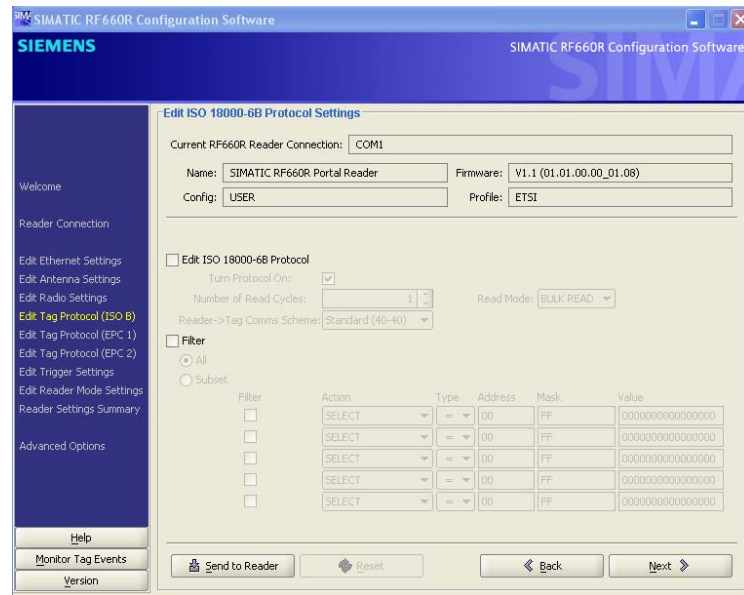 SIMATIC RF660R Configuration Software
SIEMENS
SIMATIC RF660R Configuration Software
Edit ISO 18000-6B Protocol Settings
Current RF660R Reader Connection: COM1
Name: SIMATIC RF660R Portal Reader Firmware: V1.1 (01.01.00.00_01.08)
Config: USER Profile: ETSI
Welcome
Reader Connection
Edit Ethernet Settings
Edit Antenna Settings
Edit Radio Settings
Edit Tag Protocol (ISO B)
Edit Tag Protocol (EPC 1)
Edit Tag Protocol (EPC 2)
Edit Trigger Settings
Edit Reader Mode Settings
Reader Settings Summary
Advanced Options
Edit ISO 18000-6B Protocol
Turn Protocol On:
Number of Read Cycles: 1 Read Mode: BULK READ
Reader->Tag Comms Scheme: Standard (40-40)
Filter
All
Subset
Filter Action Type Address Mask Value
SELECT = 00 FF 0000000000000000
SELECT = 00 FF 0000000000000000
SELECT = 00 FF 0000000000000000
SELECT = 00 FF 0000000000000000
SELECT = 00 FF 0000000000000000
Help
Monitor Tag Events
Version
Send to Reader Reset Back Next